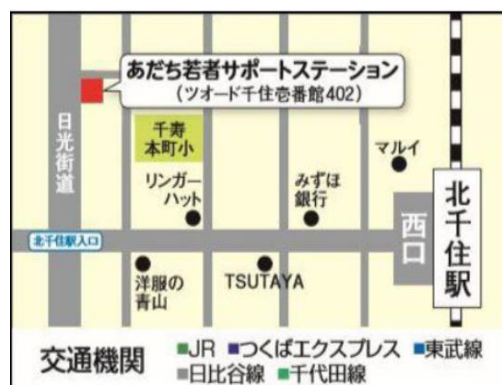 あだち若者サポートステーション
(ツオード千住壱番館402)
日光街道
千寿
本町小
マルイ
リンガー
ハット
みずほ
銀行
北千住駅
西口
北千住駅入口
洋服の
青山
TSUTAYA
交通機関
JR つくばエクスプレス 東武線
日比谷線 千代田線